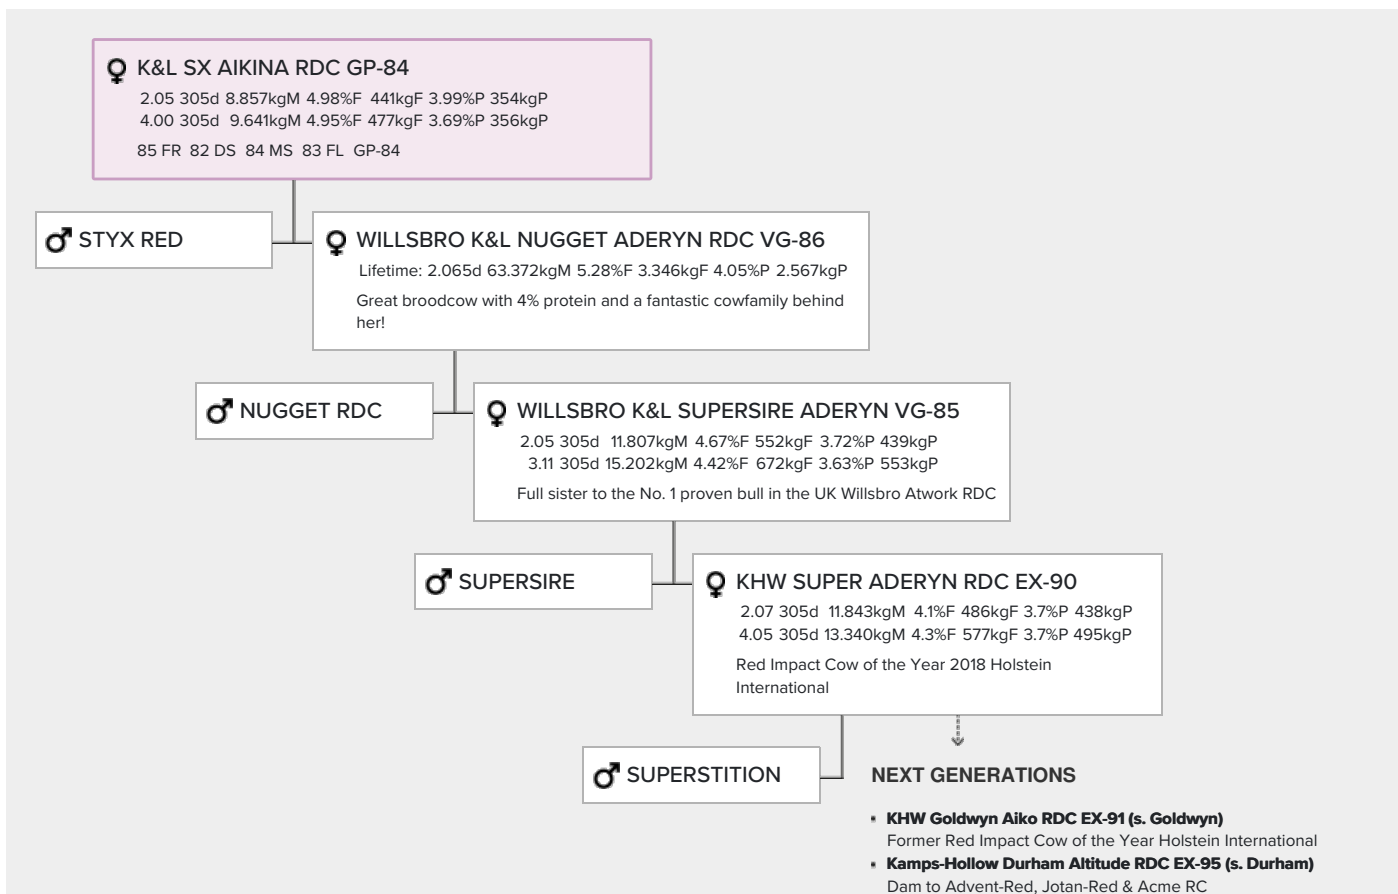 K&L SX AIKINA RDC GP-84
2.05 305d 8.857kgM 4.98%F 441kgF 3.99%P 354kgP
4.00 305d 9.641kgM 4.95%F 477kgF 3.69%P 356kgP
85 FR 82 DS 84 MS 83 FL GP-84
STYX RED
WILLSBRO K&L NUGGET ADERYN RDC VG-86
Lifetime: 2.065d 63.372kgM 5.28%F 3.346kgF 4.05%P 2.567kgP
Great broodcow with 4% protein and a fantastic cowfamily behind
her!
NUGGET RDC
WILLSBRO K&L SUPERSIRE ADERYN VG-85
2.05 305d 11.807kgM 4.67%F 552kgF 3.72%P 439kgP
3.11 305d 15.202kgM 4.42%F 672kgF 3.63%P 553kgP
Full sister to the No. 1 proven bull in the UK Willsbro Atwork RDC
SUPERSIRE
KHW SUPER ADERYN RDC EX-90
2.07 305d 11.843kgM 4.1%F 486kgF 3.7%P 438kgP
4.05 305d 13.340kgM 4.3%F 577kgF 3.7%P 495kgP
Red Impact Cow of the Year 2018 Holstein
International
SUPERSTITION
NEXT GENERATIONS
KHW Goldwyn Aiko RDC EX-91 (s. Goldwyn)
Former Red Impact Cow of the Year Holstein International
Kamps-Hollow Durham Altitude RDC EX-95 (s. Durham)
Dam to Advent-Red, Jotan-Red & Acme RC